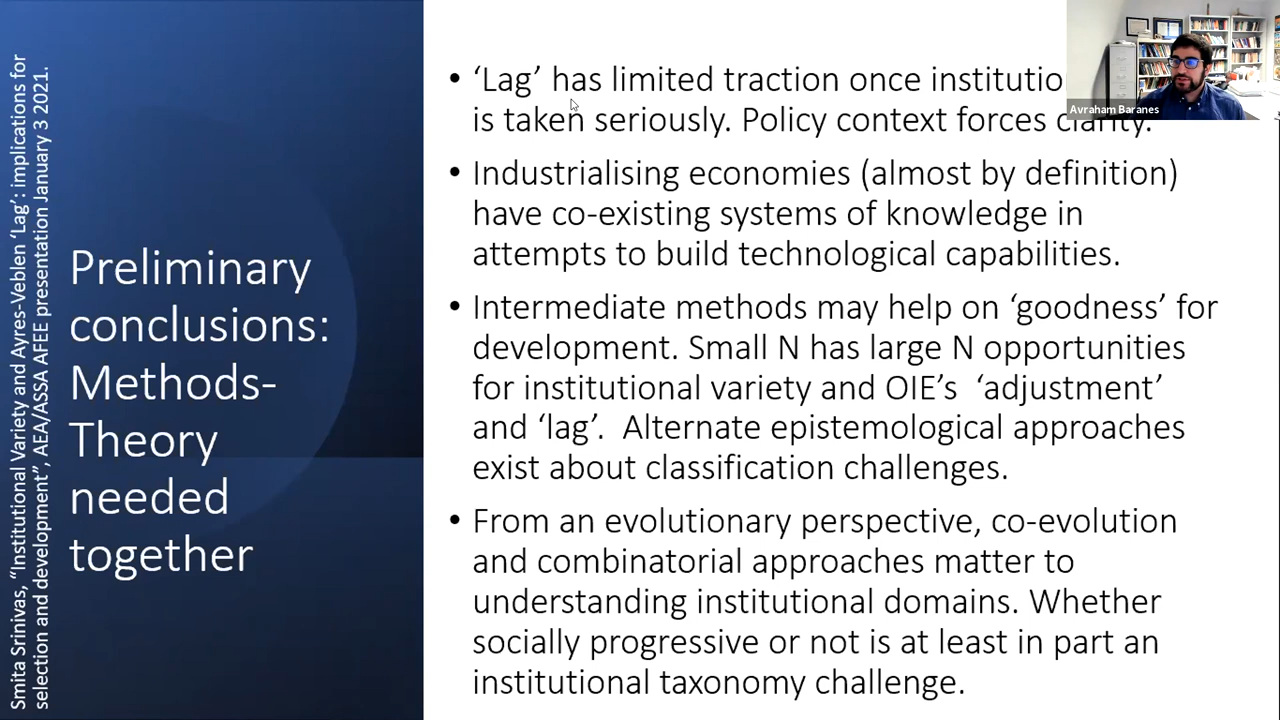 Smita Srinivas, “Institutional Variety and Ayres-Veblen ‘Lag’: implications for
selection and development”, AEA/ASSA AFEE presentation January 3 2021.
Preliminary
conclusions:
Methods-
Theory
needed
together
• ‘Lag’ has limited traction once
is taken seriously. Policy context forces clarity.
• Industrialising economies (almost by definition)
have co-existing systems of knowledge in
attempts to build technological capabilities.
• Intermediate methods may help on ‘goodness’ for
development. Small N has large N opportunities
for institutional variety and OIE’s  ‘adjustment’
and ‘lag’.  Alternate epistemological approaches
exist about classification challenges.
• From an evolutionary perspective, co-evolution
and combinatorial approaches matter to
understanding institutional domains. Whether
socially progressive or not is at least in part an
institutional taxonomy challenge.
Avraham Baranes